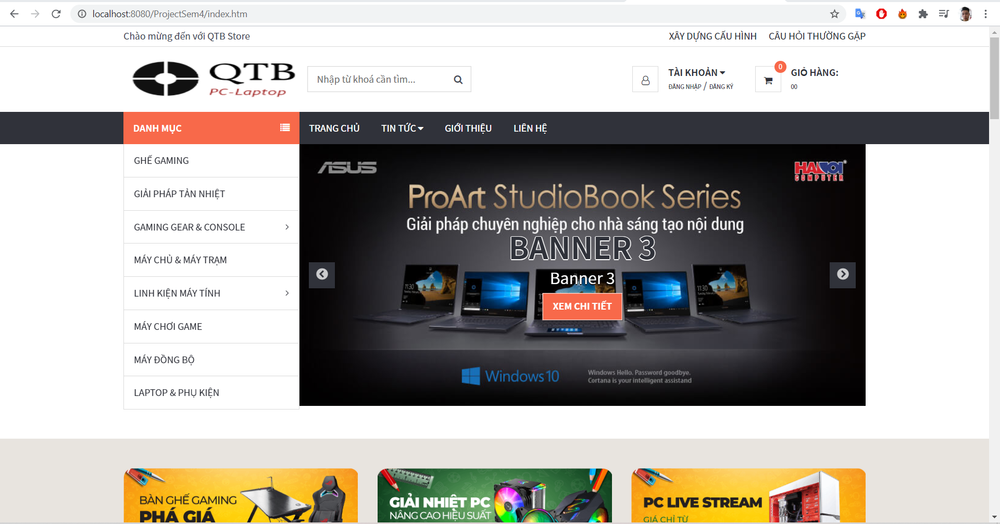 localhost:8080/ProjectSem4/index.htm
Chào mừng đến với QTB Store
XÂY DỰNG CẤU HÌNH
CÂU HỎI THƯỜNG GẶP
QTB
PC-Laptop
Nhập từ khoá cần tìm...
TÀI KHOẢN
ĐĂNG NHẬP / ĐĂNG KÝ
0
GIỎ HÀNG:
00
DANH MỤC
TRANG CHỦ
TIN TỨC
GIỚI THIỆU
LIÊN HỆ
GHẾ GAMING
GIẢI PHÁP TẢN NHIỆT
GAMING GEAR & CONSOLE
MÁY CHỦ & MÁY TRẠM
LINH KIỆN MÁY TÍNH
MÁY CHƠI GAME
MÁY ĐỒNG BỘ
LAPTOP & PHỤ KIỆN
ASUS
HANOI
COMPUTER
ProArt StudioBook Series
Giải pháp chuyên nghiệp cho nhà sáng tạo nội dung
BANNER 3
Banner 3
XEM CHI TIẾT
11:30
11:30
Windows 10
Windows Hello. Password goodbye.
Cortana is your intelligent assistand
BÀN GHẾ GAMING
PHÁ GIÁ
GIẢI NHIỆT PC
NÂNG CAO HIỆU SUẤT
PC LIVE STREAM
GIÁ CHỈ TỪ